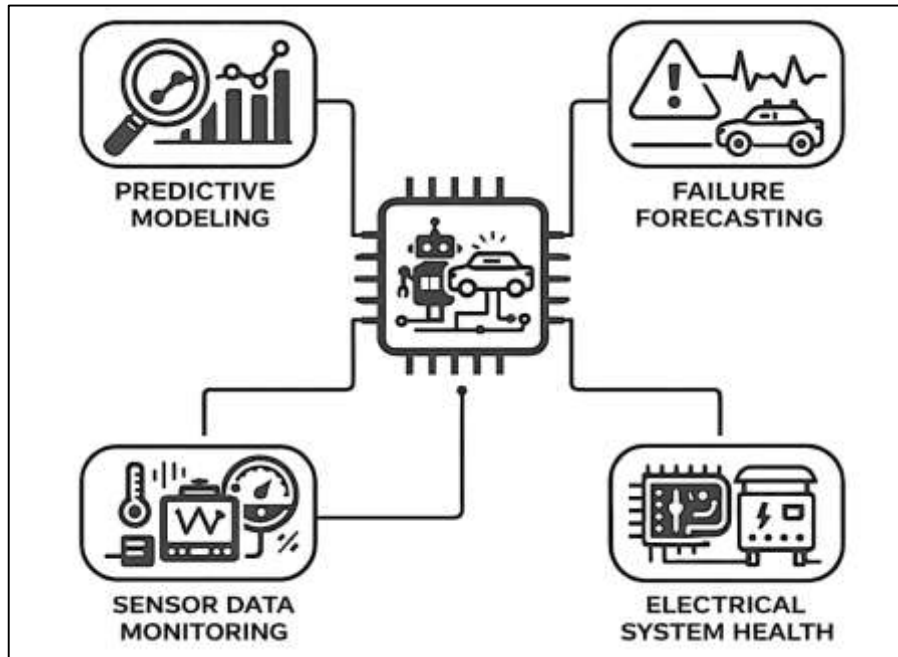 PREDICTIVE
MODELING
FAILURE
FORECASTING
SENSOR DATA
MONITORING
ELECTRICAL
SYSTEM HEALTH